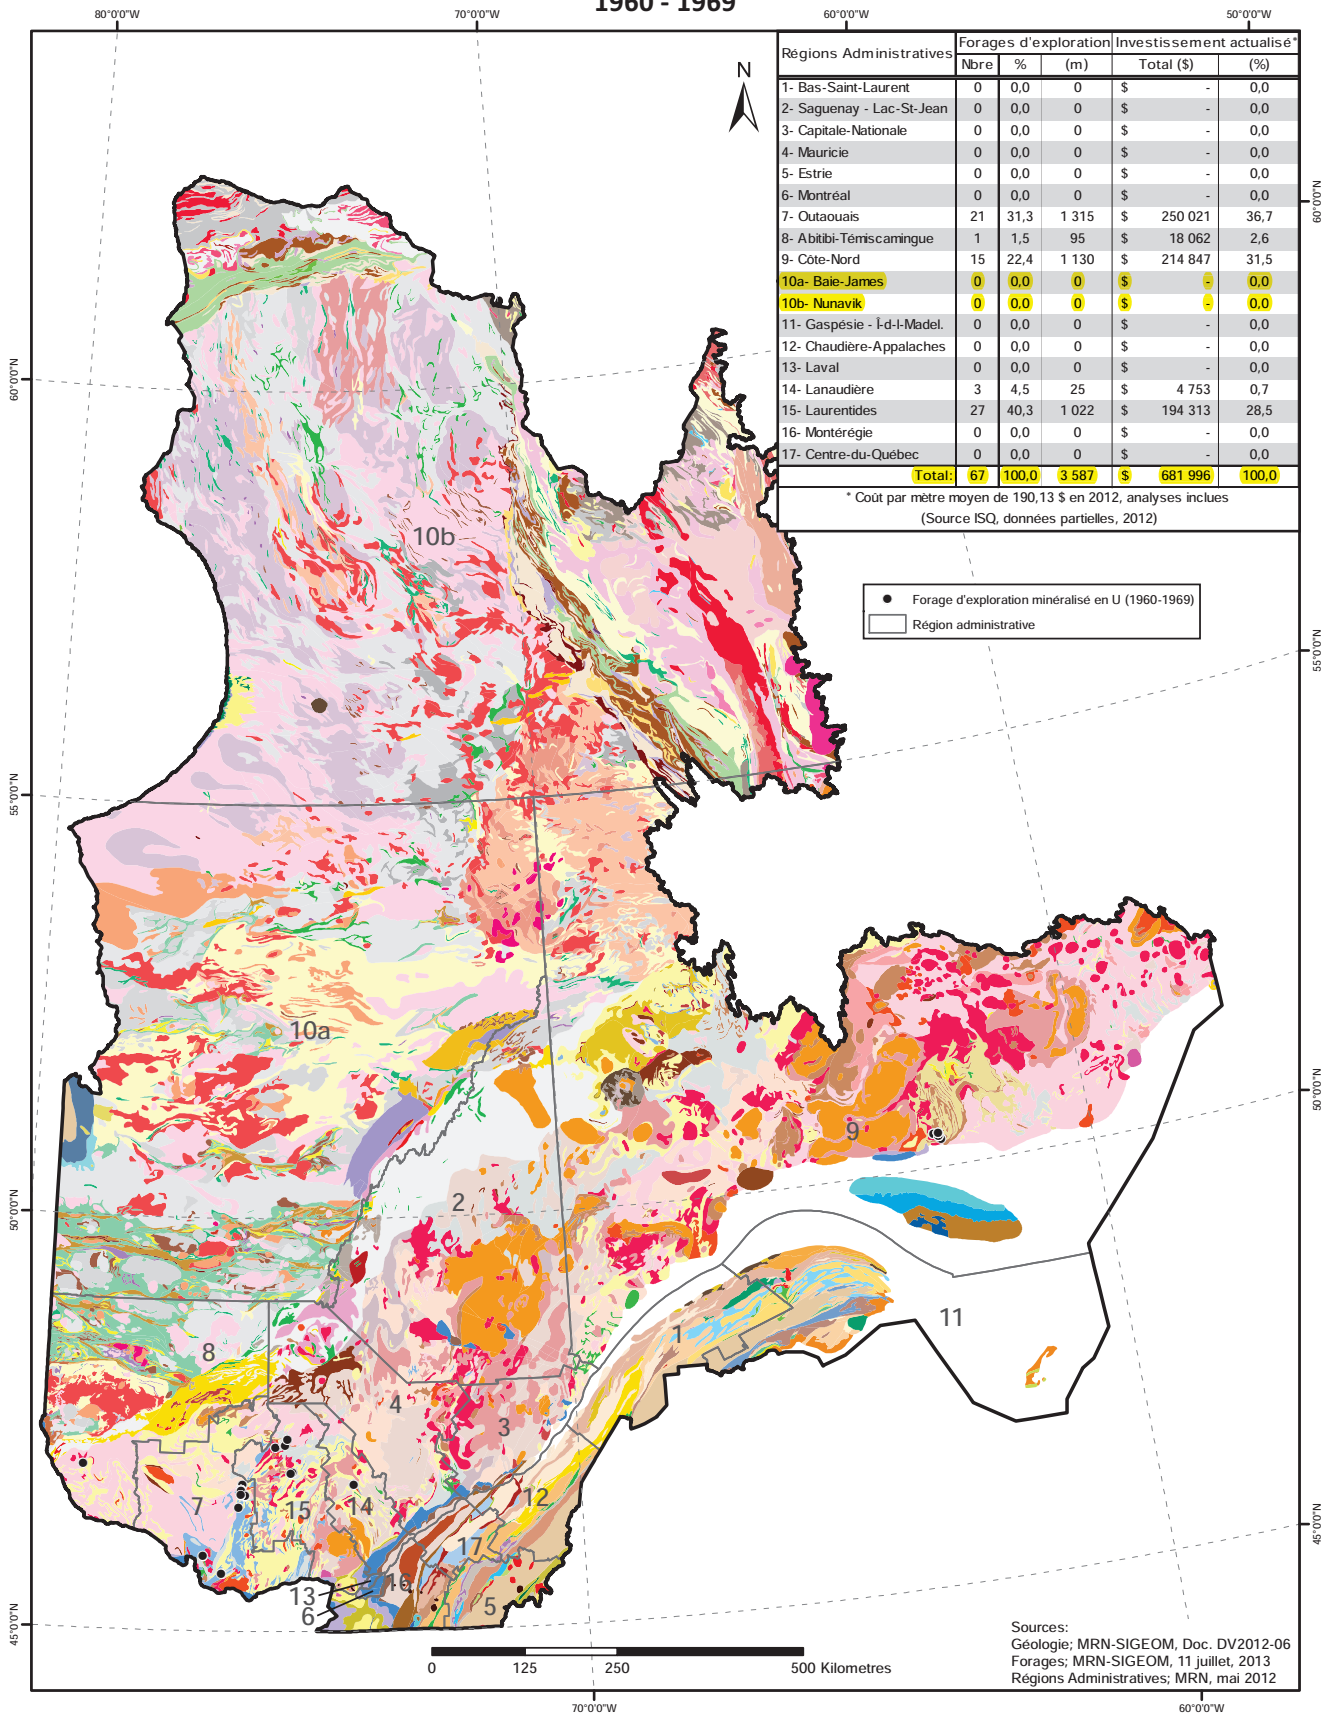 1960 - 1969
80°0'0"W 70°0'0"W 60°0'0"W 50°0'0"W
Régions Administratives Forages d'exploration Investissement actualisé*
Nbre % (m) Total ($) (%)
1- Bas-Saint-Laurent 0 0,0 0 $ - 0,0
2- Saguenay - Lac-St-Jean 0 0,0 0 $ - 0,0
3- Capitale-Nationale 0 0,0 0 $ - 0,0
4- Mauricie 0 0,0 0 $ - 0,0
5- Estrie 0 0,0 0 $ - 0,0
6- Montréal 0 0,0 0 $ - 0,0
7- Outaouais 21 31,3 1 315 $ 250 021 36,7
8- Abitibi-Témiscamingue 1 1,5 95 $ 18 062 2,6
9- Côte-Nord 15 22,4 1 130 $ 214 847 31,5
10a- Baie-James 0 0,0 0 $ - 0,0
10b- Nunavik 0 0,0 0 $ - 0,0
11- Gaspésie - Î-d-l-Madel. 0 0,0 0 $ - 0,0
12- Chaudière-Appalaches 0 0,0 0 $ - 0,0
13- Laval 0 0,0 0 $ - 0,0
14- Lanaudière 3 4,5 25 $ 4 753 0,7
15- Laurentides 27 40,3 1 022 $ 194 313 28,5
16- Montérégie 0 0,0 0 $ - 0,0
17- Centre-du-Québec 0 0,0 0 $ - 0,0
Total: 67 100,0 3 587 $ 681 996 100,0
* Coût par mètre moyen de 190,13 $ en 2012, analyses inclues
(Source ISQ, données partielles, 2012)
N
60°0'0"N
60°0'0"N
10b
Forage d'exploration minéralisé en U (1960-1969)
Région administrative
55°0'0"N
55°0'0"N
10a
50°0'0"N
9
2
50°0'0"N
11
1
8
4
3
12
7
15
14
45°0'0"N
17
16
13
5
6
45°0'0"N
0 125 250 500 Kilometres
Sources:
Géologie; MRN-SIGEOM, Doc. DV2012-06
Forages; MRN-SIGEOM, 11 juillet, 2013
Régions Administratives; MRN, mai 2012
70°0'0"W 60°0'0"W